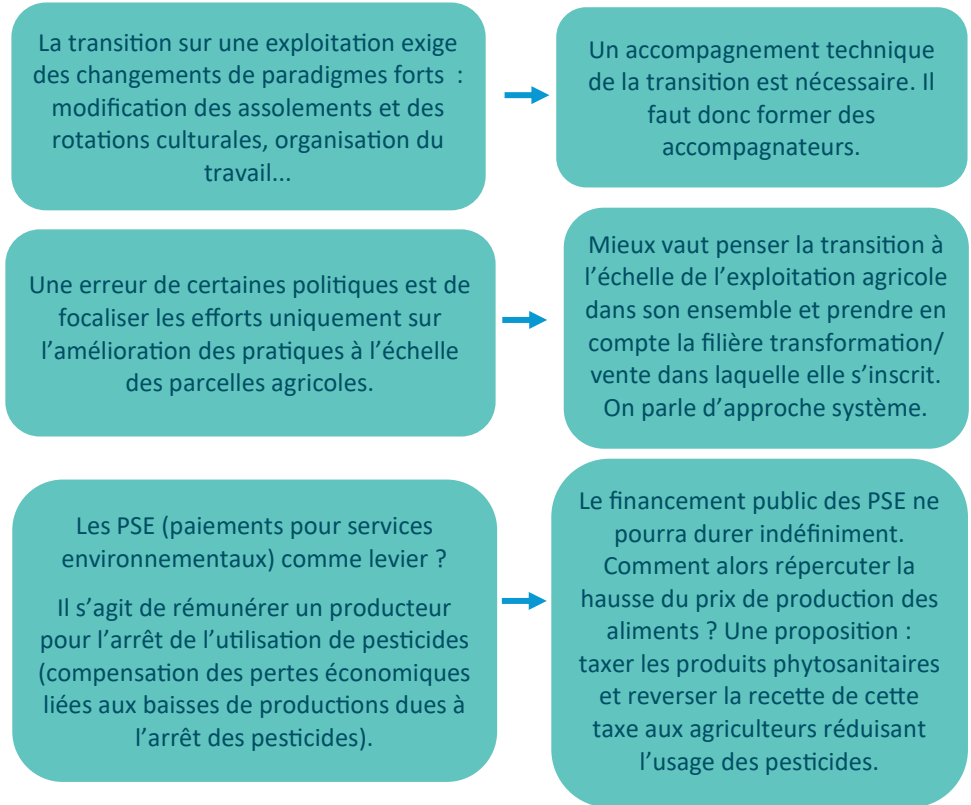 La transition sur une exploitation exige
des changements de paradigmes forts :
modification des assolements et des
rotations culturales, organisation du
travail...
Un accompagnement technique
de la transition est nécessaire. Il
faut donc former des
accompagnateurs.
Une erreur de certaines politiques est de
focaliser les efforts uniquement sur
l’amélioration des pratiques à l’échelle
des parcelles agricoles.
Mieux vaut penser la transition à
l’échelle de l’exploitation agricole
dans son ensemble et prendre en
compte la filière transformation/
vente dans laquelle elle s’inscrit.
On parle d’approche système.
Les PSE (paiements pour services
environnementaux) comme levier ?
Il s’agit de rémunérer un producteur
pour l’arrêt de l’utilisation de pesticides
(compensation des pertes économiques
liées aux baisses de productions dues à
l’arrêt des pesticides).
Le financement public des PSE ne
pourra durer indéfiniment.
Comment alors répercuter la
hausse du prix de production des
aliments ? Une proposition :
taxer les produits phytosanitaires
et reverser la recette de cette
taxe aux agriculteurs réduisant
l’usage des pesticides.